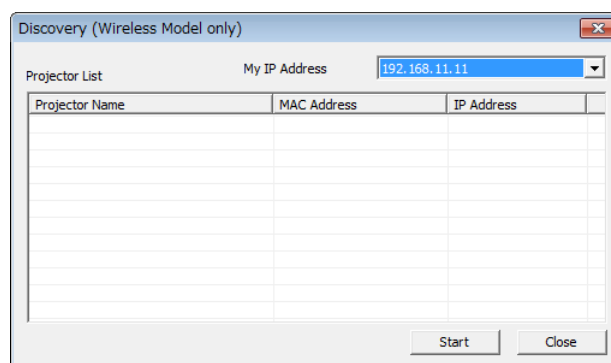 Discovery (Wireless Model only)
My IP Address 192.168.11.11
Projector List
Projector Name MAC Address IP Address
Start Close